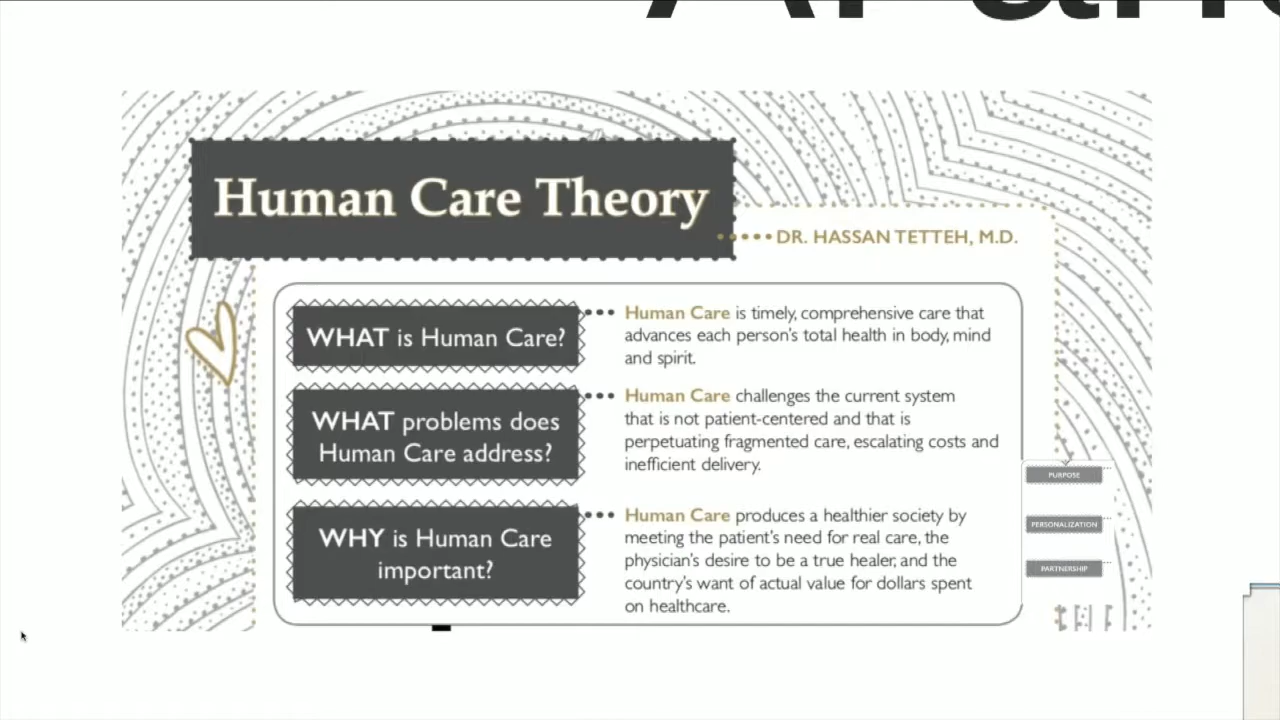 Human Care Theory
DR. HASSAN TETTEH, M.D.
WHAT is Human Care?
Human Care is timely, comprehensive care that
advances each person's total health in body, mind
and spirit.
WHAT problems does
Human Care address?
Human Care challenges the current system
that is not patient-centered and that is
perpetuating fragmented care, escalating costs and
inefficient delivery.
WHY is Human Care
important?
Human Care produces a healthier society by
meeting the patient's need for real care, the
physician's desire to be a true healer, and the
country's want of actual value for dollars spent
on healthcare.
PURPOSE
PERSONALIZATION
PARTNERSHIP